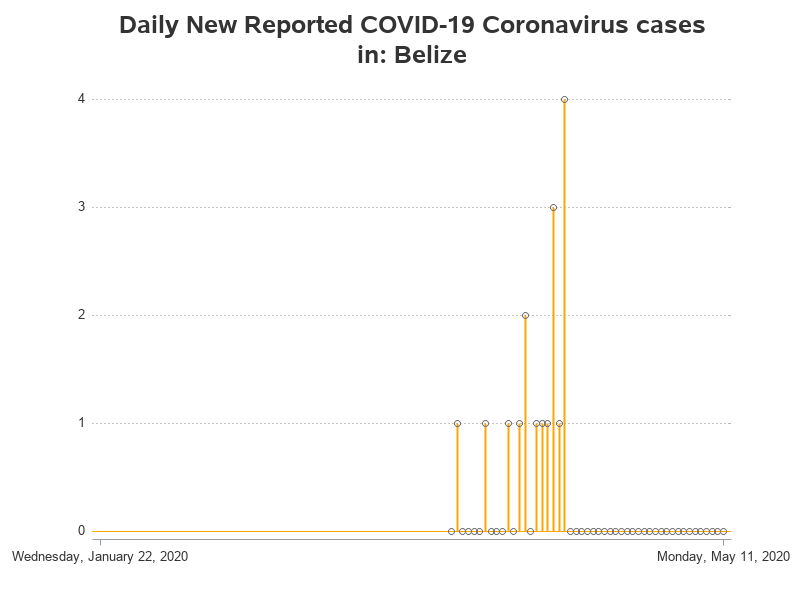 Daily New Reported COVID-19 Coronavirus cases
in: Belize
4
3
2
1
0
Wednesday, January 22, 2020
Monday, May 11, 2020